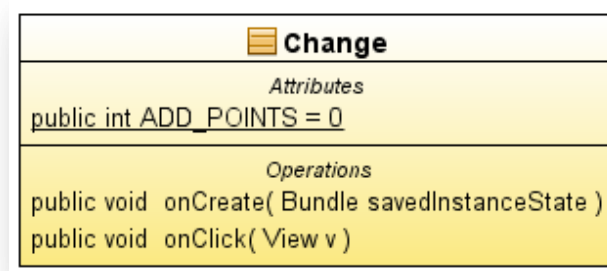 Change
Attributes
public int ADD_POINTS = 0
Operations
public void onCreate( Bundle savedInstanceState )
public void onClick( View v )